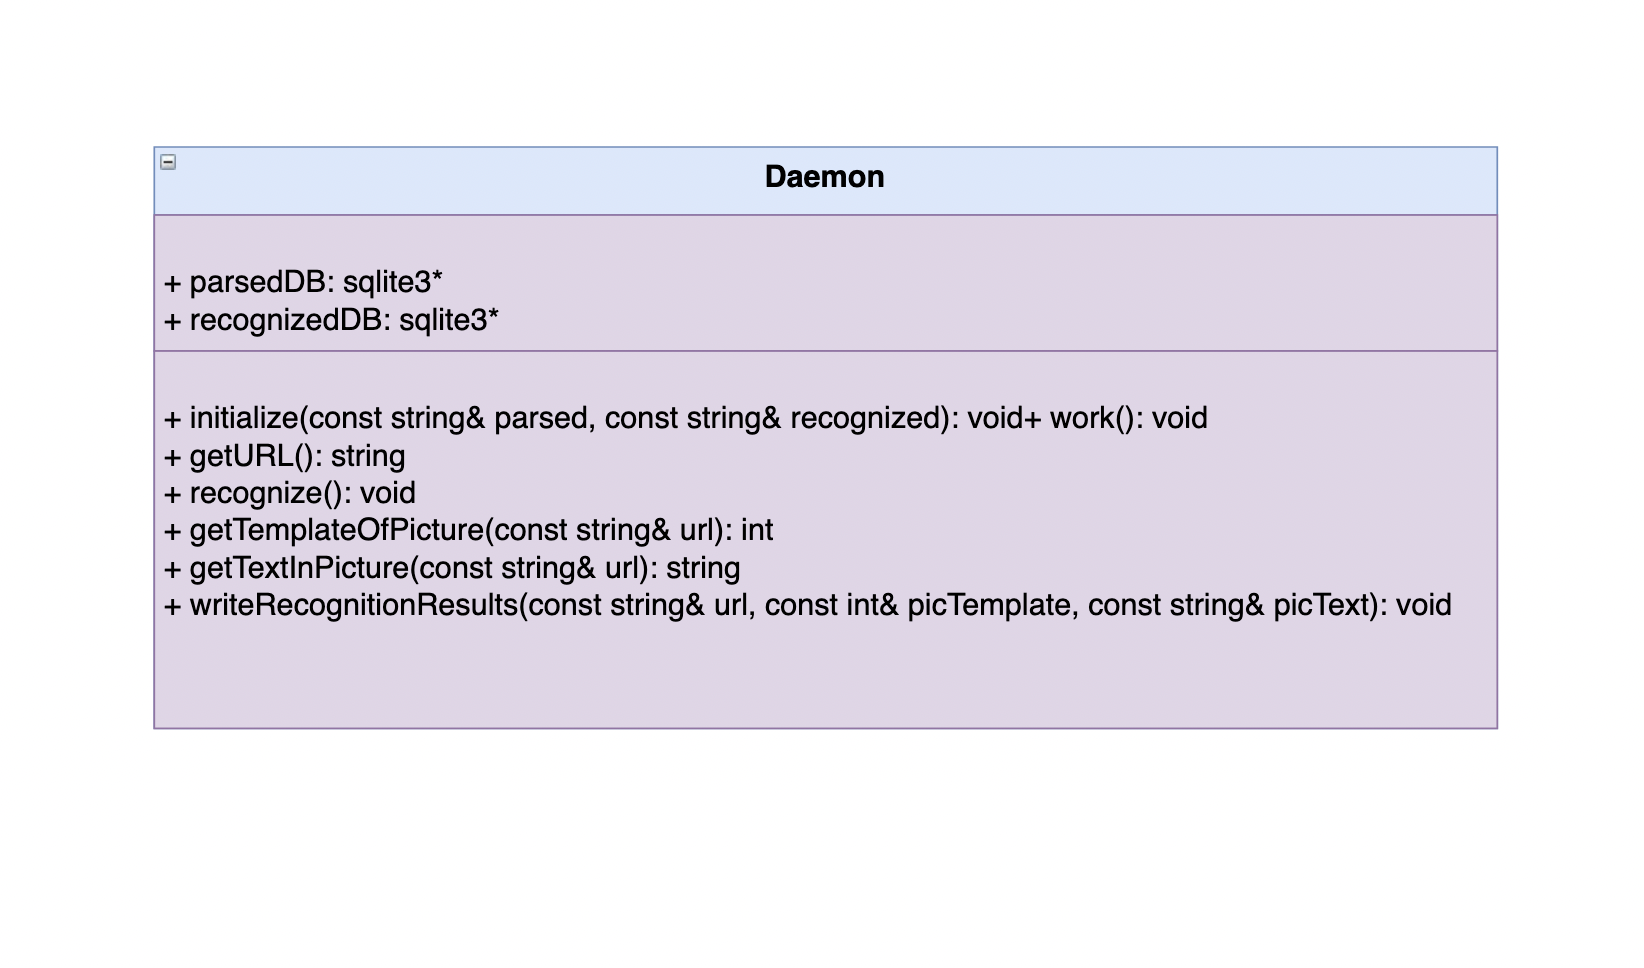 Daemon
+ parsedDB: sqlite3*
+ recognizedDB: sqlite3*
+ initialize(const string& parsed, const string& recognized): void+ work(): void
+ getURL(): string
+ recognize(): void
+ getTemplateOfPicture(const string& url): int
+ getTextInPicture(const string& url): string
+ writeRecognitionResults(const string& url, const int& picTemplate, const string& picText): void